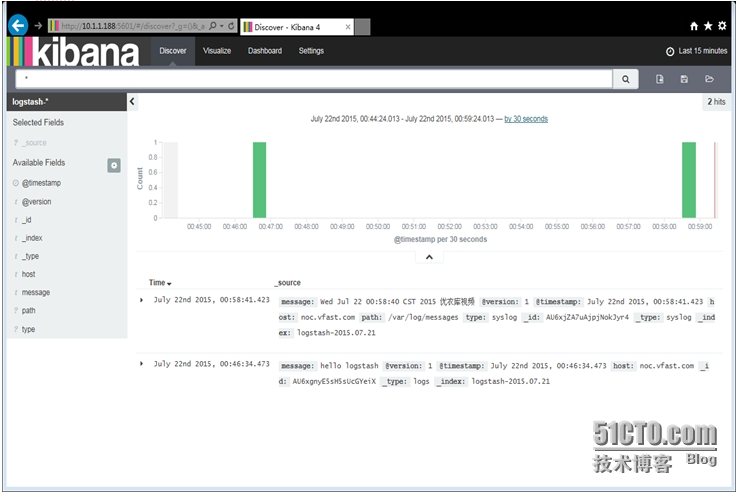 http://10.1.1.188:5601/#/discover?_g=()&_a
Discover - Kibana 4
kibana
Discover
Visualize
Dashboard
Settings
Last 15 minutes
*
logstash-*
2 hits
Selected Fields
? _source
Available Fields
@timestamp
t @version
t _id
t _index
t _type
t host
t message
t path
t type
July 22nd 2015, 00:44:24.013 - July 22nd 2015, 00:59:24.013 — by 30 seconds
Count
1
0.8
0.6
0.4
0.2
0
00:45:00 00:46:00 00:47:00 00:48:00 00:49:00 00:50:00 00:51:00 00:52:00 00:53:00 00:54:00 00:55:00 00:56:00 00:57:00 00:58:00 00:59:00
@timestamp per 30 seconds
Time _source
July 22nd 2015, 00:58:41.423 message: Wed Jul 22 00:58:40 CST 2015 优农库视频 @version: 1 @timestamp: July 22nd 2015, 00:58:41.423 h
ost: noc.vfast.com path: /var/log/messages type: syslog _id: AU6xjZA7uAjpjNokJyr4 _type: syslog _ind
ex: logstash-2015.07.21
July 22nd 2015, 00:46:34.473 message: hello logstash @version: 1 @timestamp: July 22nd 2015, 00:46:34.473 host: noc.vfast.com _i
d: AU6xgnyE5sH5sUcGYeiX _type: logs _index: logstash-2015.07.21
51CTO.com
技术博客 Blog